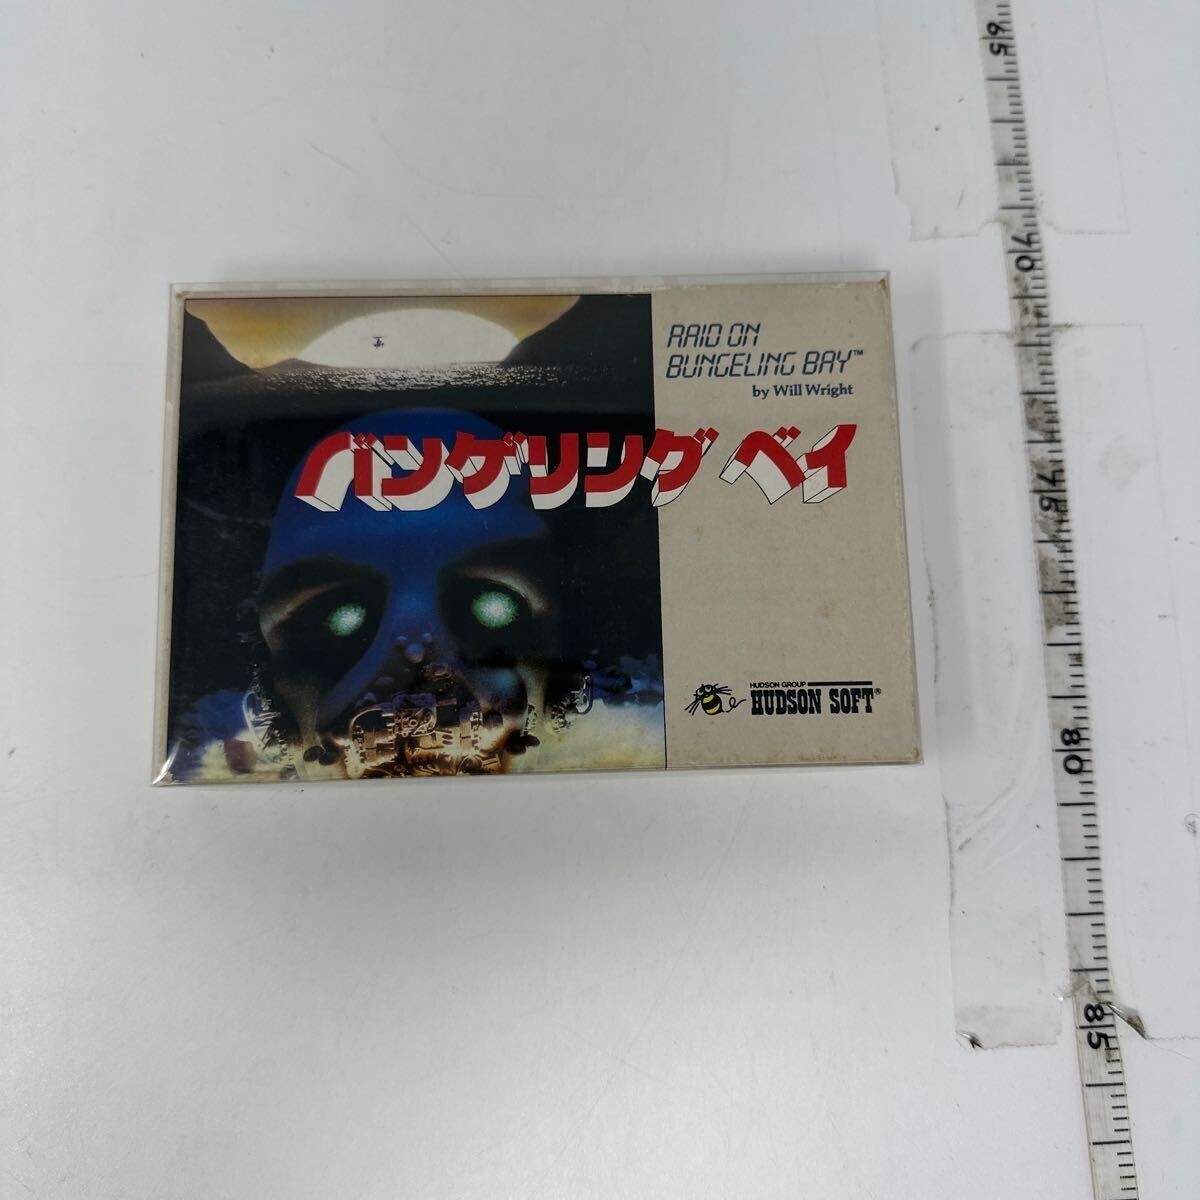 RAID ON
BUNGELING BAY™
by Will Wright
バンゲリング ベイ
HUDSON GROUP
HUDSON SOFT®
65
70
75
80
85